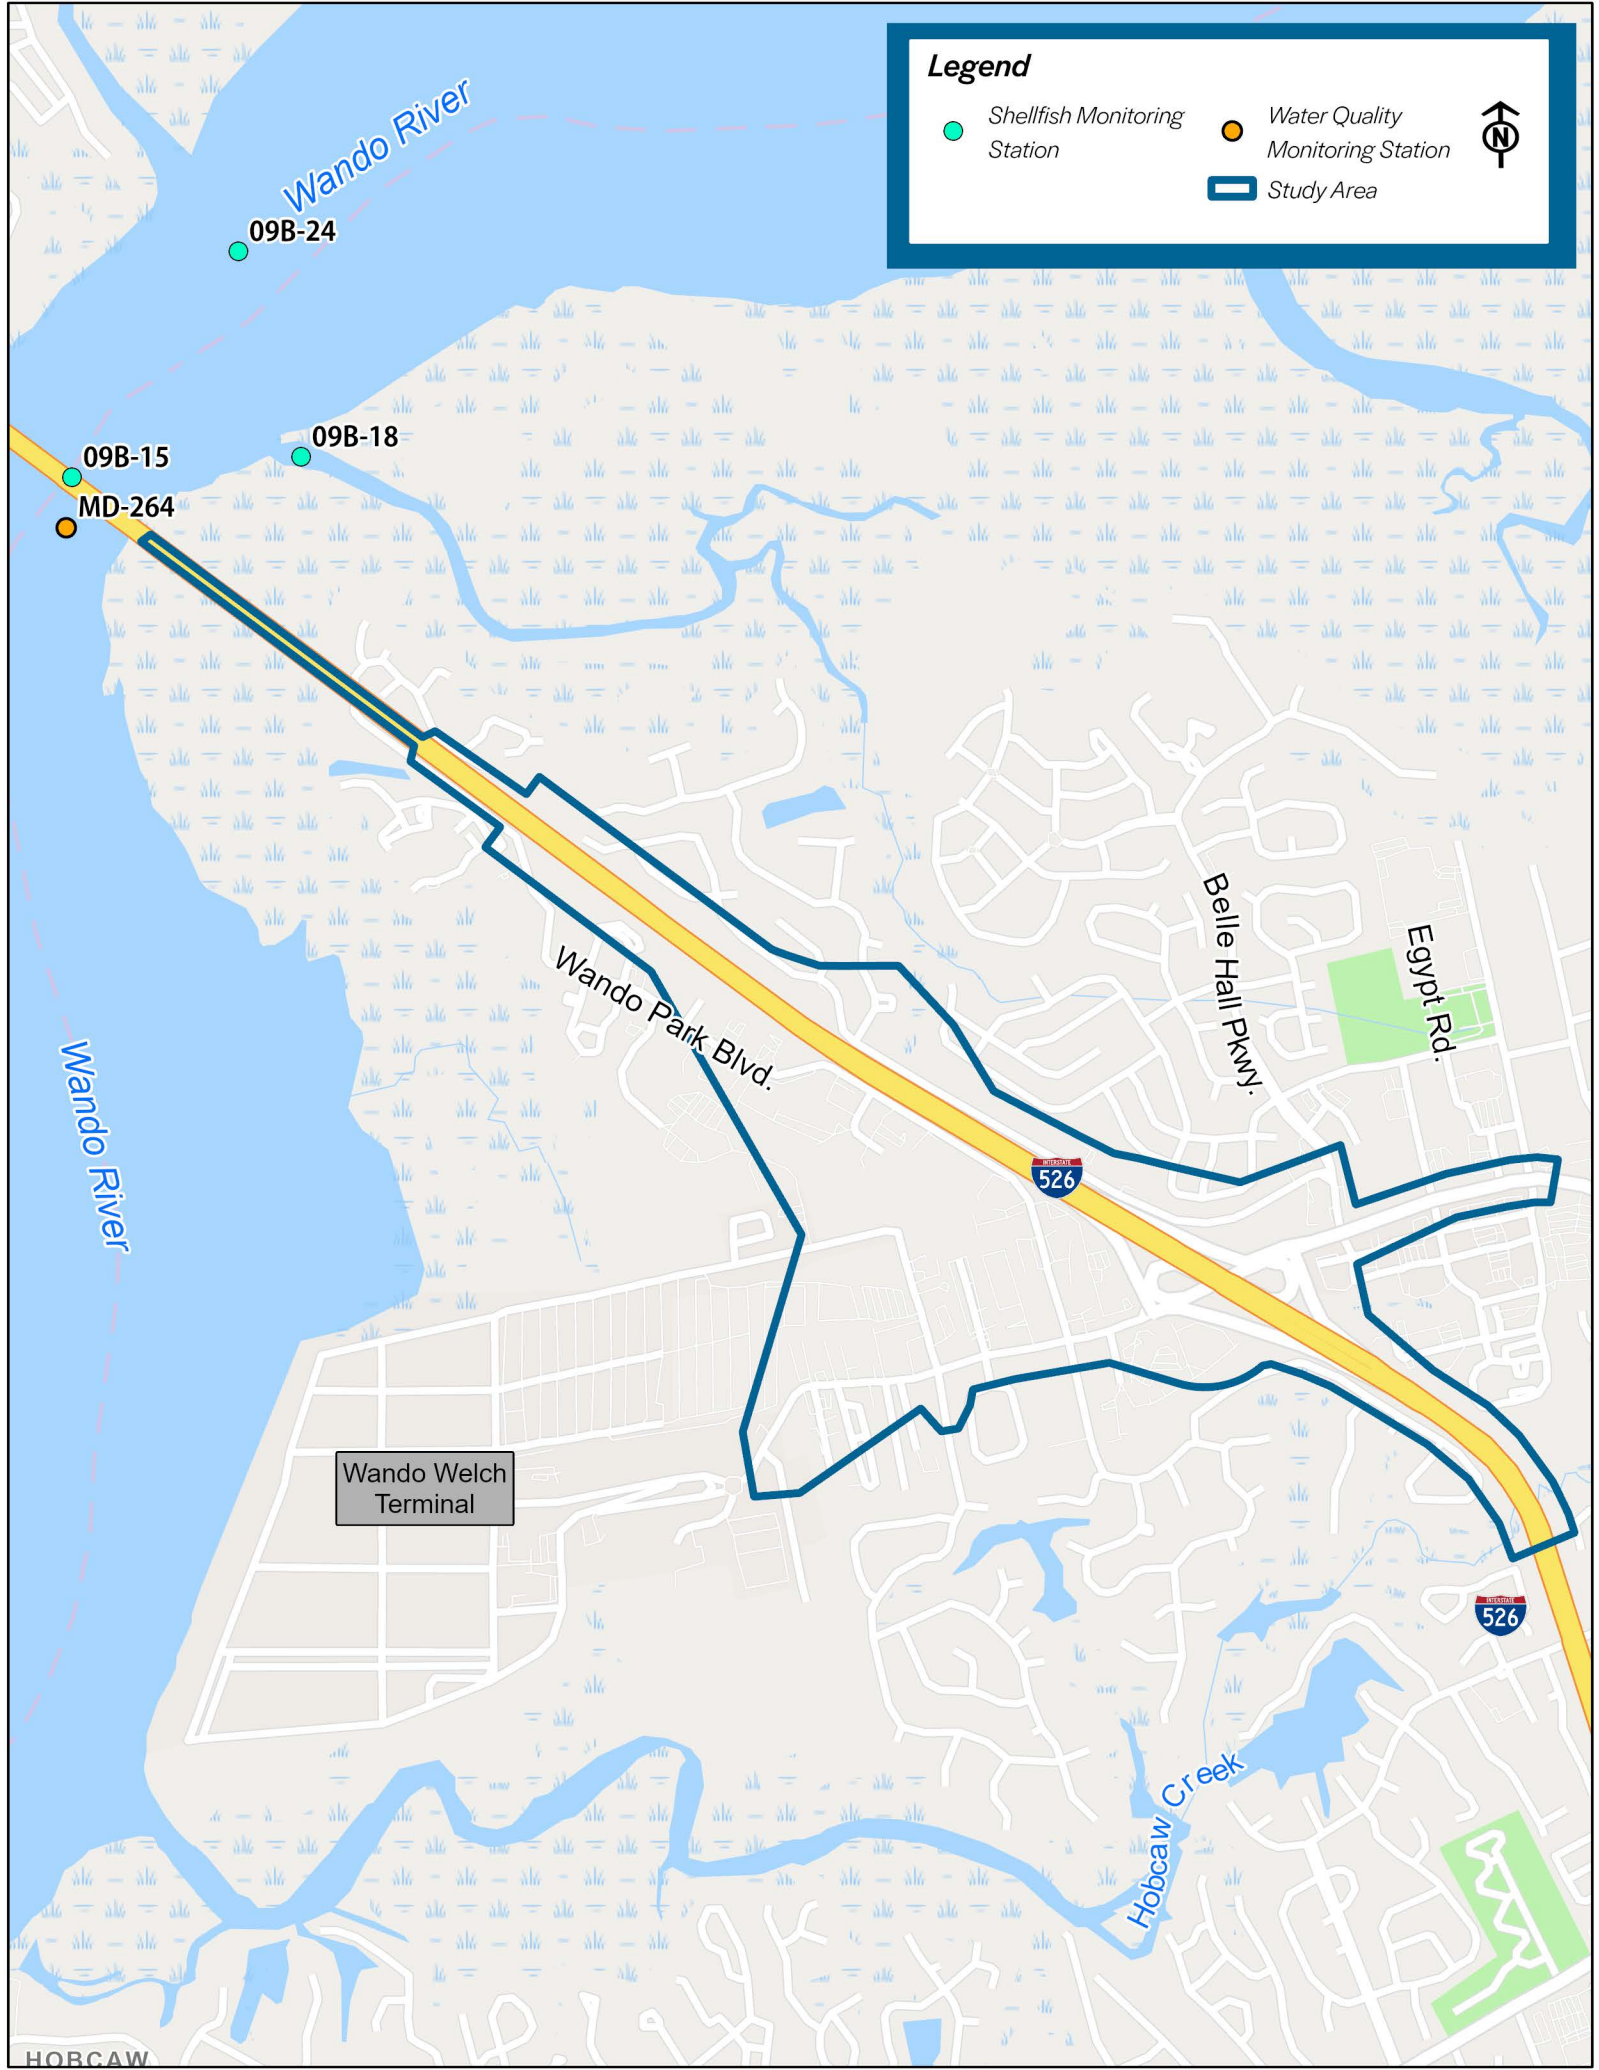 Legend
Shellfish Monitoring
Station
Water Quality
Monitoring Station
Study Area
N
Wando River
09B-24
09B-18
09B-15
MD-264
Belle Hall Pkwy.
Egypt Rd.
Wando Park Blvd.
Wando River
INTERSTATE
526
Wando Welch
Terminal
INTERSTATE
526
Hobcaw Creek
HOBCAW